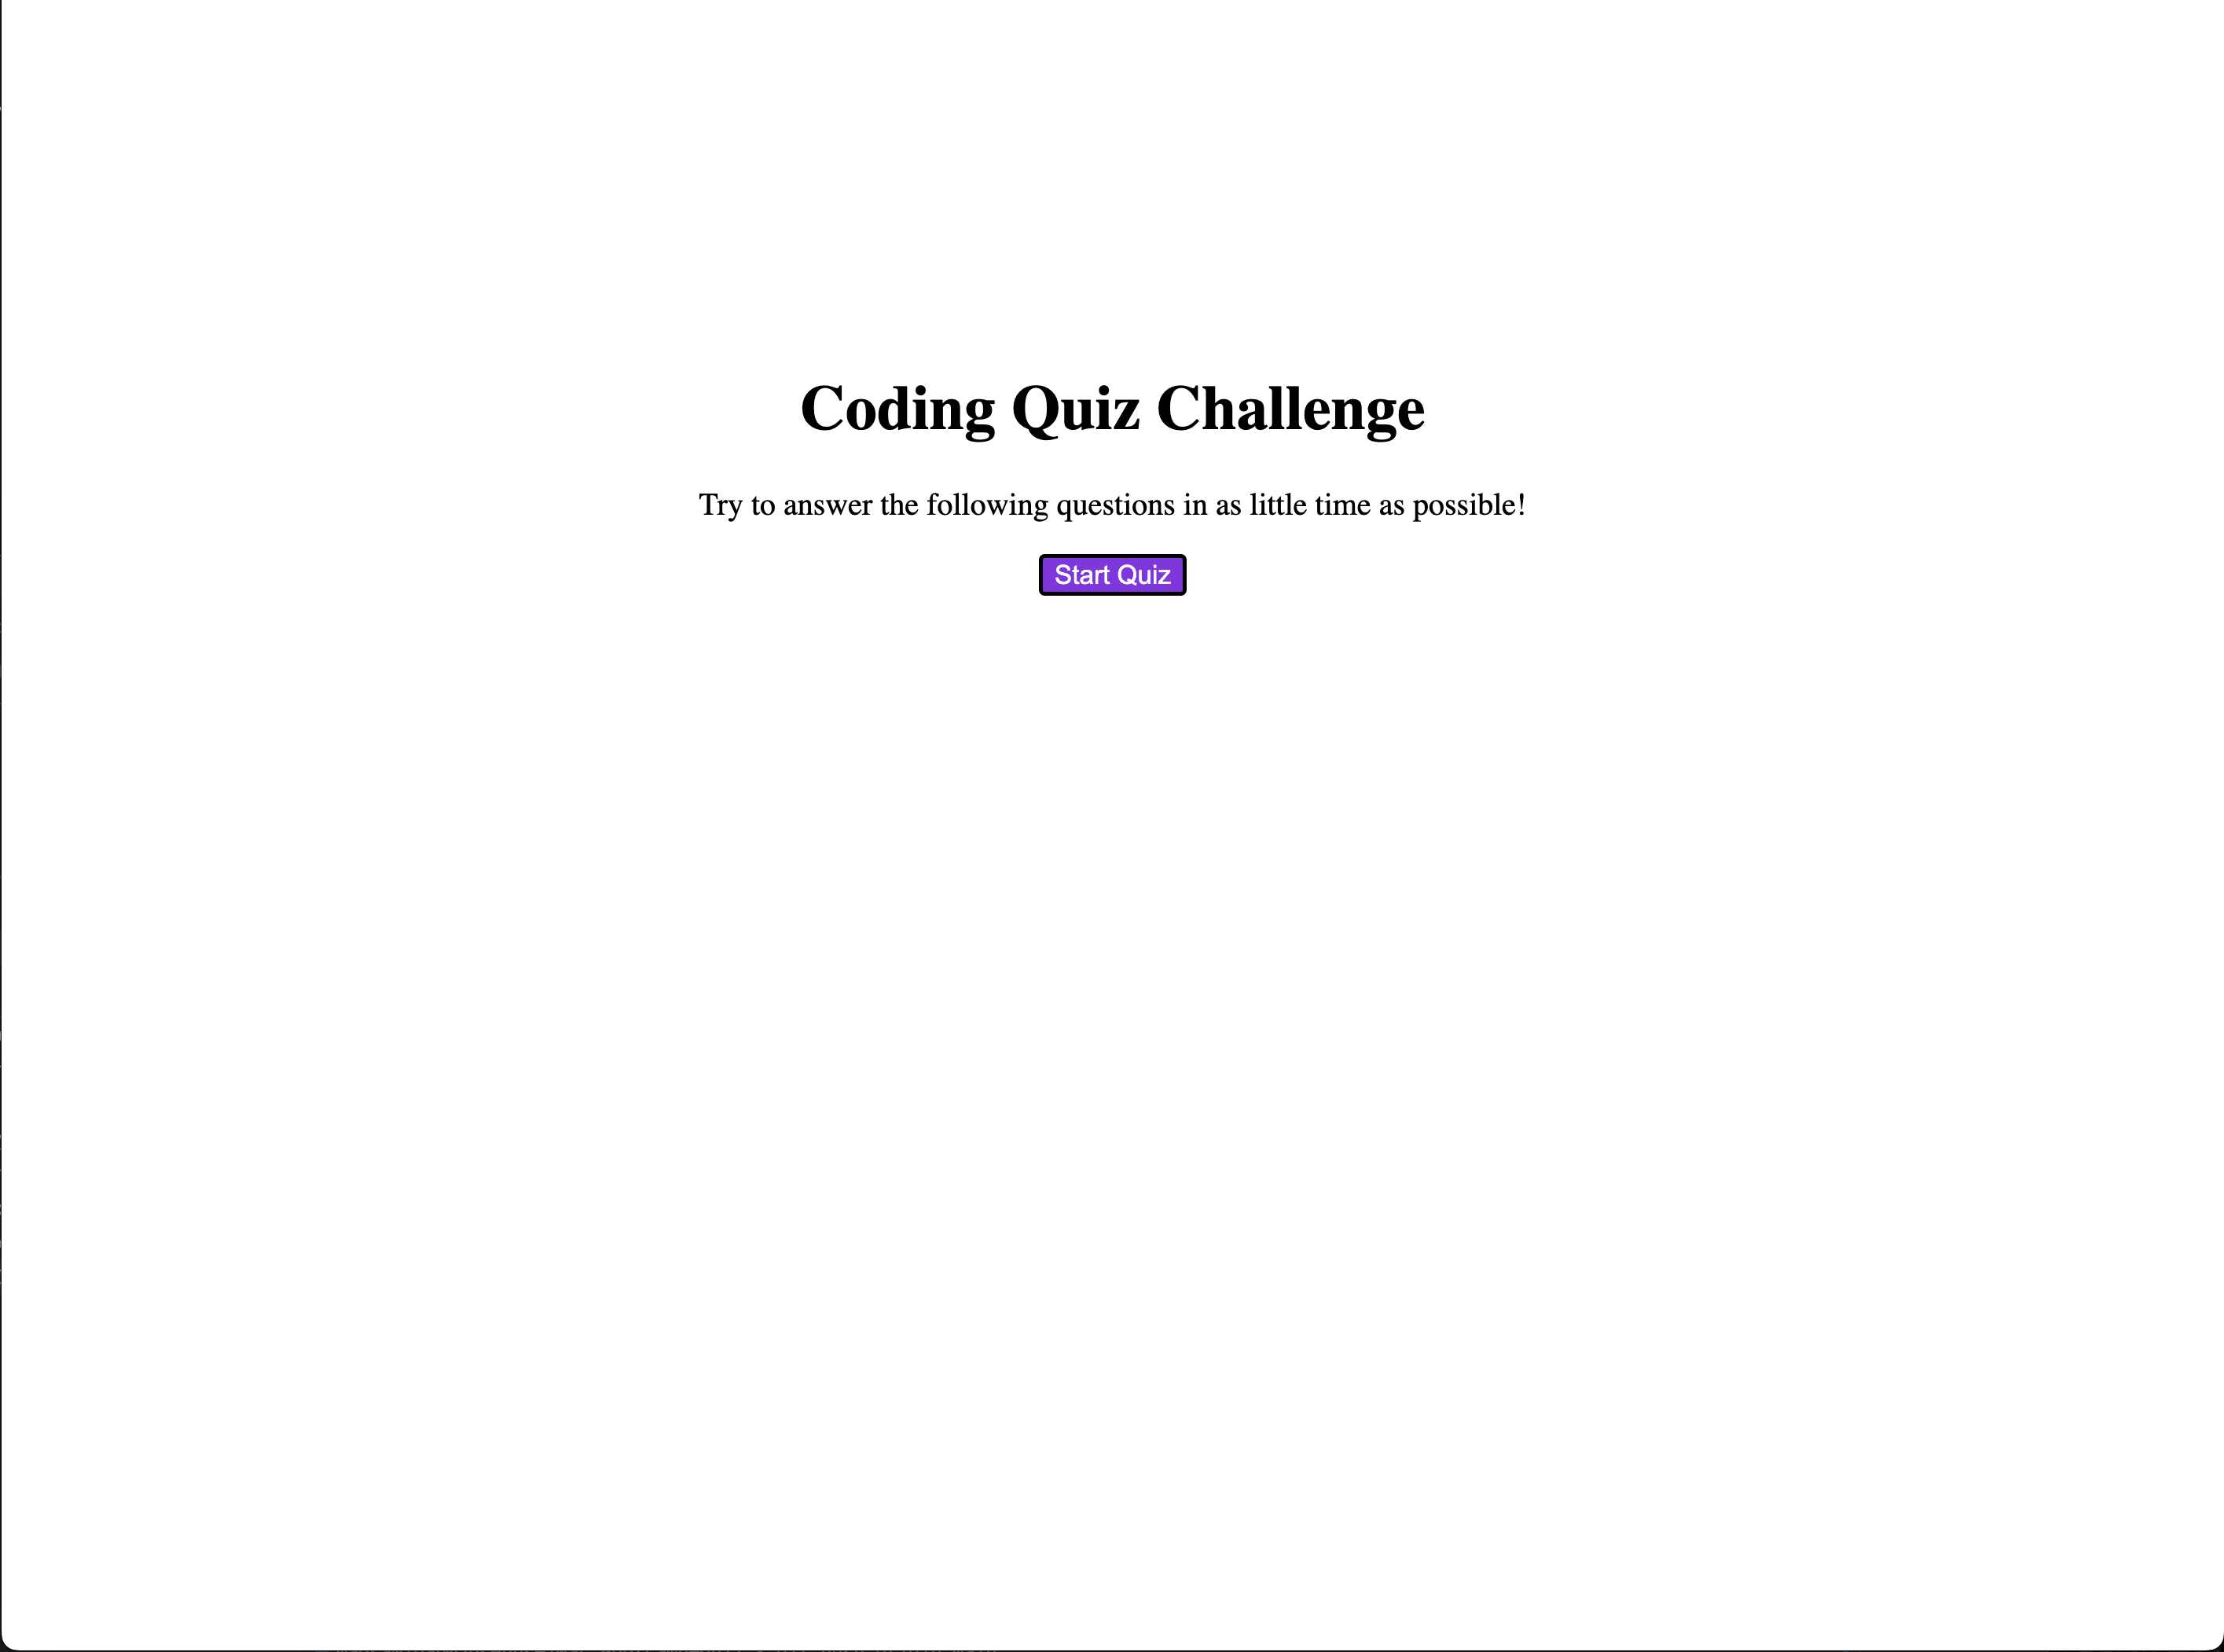 Coding Quiz Challenge
Try to answer the following questions in as little time as possible!
Start Quiz